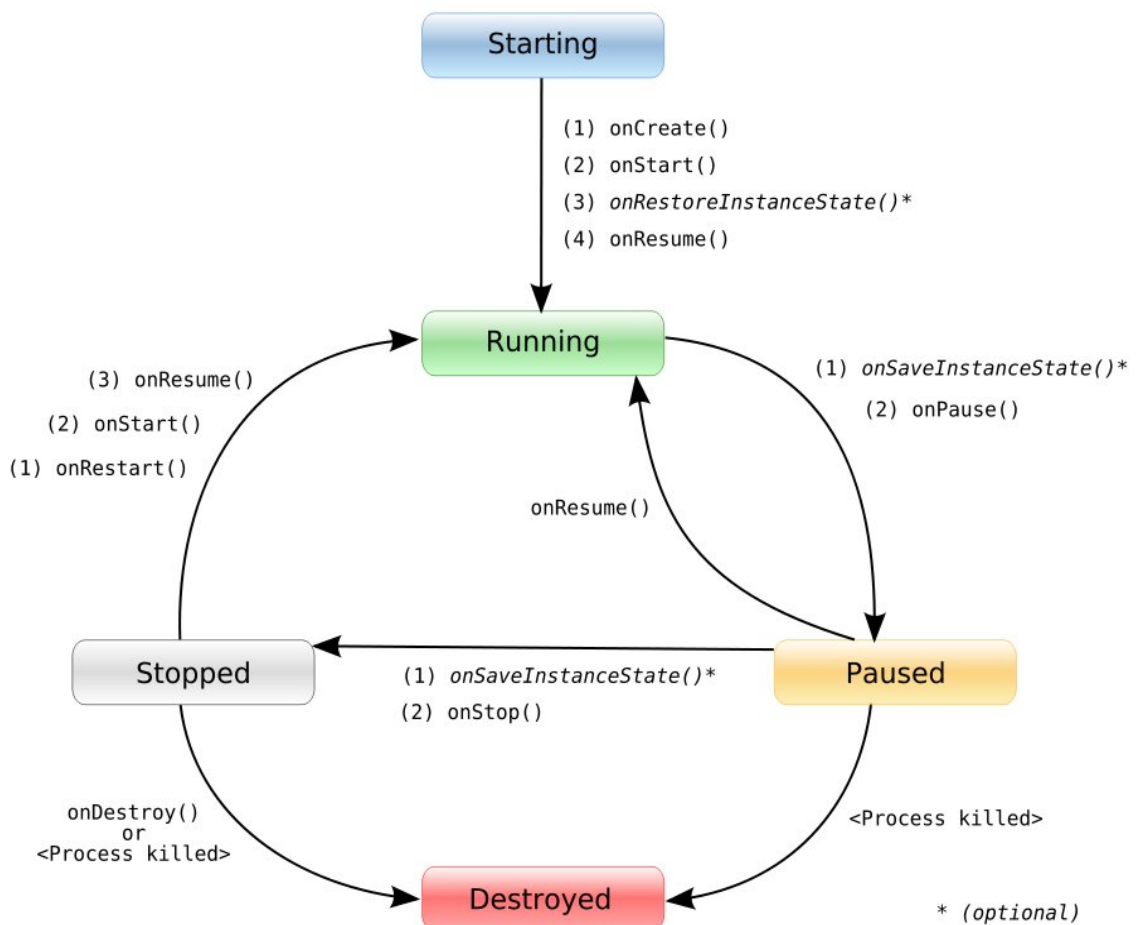 Starting
(1) onCreate()
(2) onStart()
(3) onRestoreInstanceState()*
(4) onResume()
Running
(3) onResume()
(2) onStart()
(1) onRestart()
(1) onSaveInstanceState()*
(2) onPause()
onResume()
Stopped
Paused
(1) onSaveInstanceState()*
(2) onStop()
onDestroy()
or
<Process killed>
<Process killed>
Destroyed
* (optional)